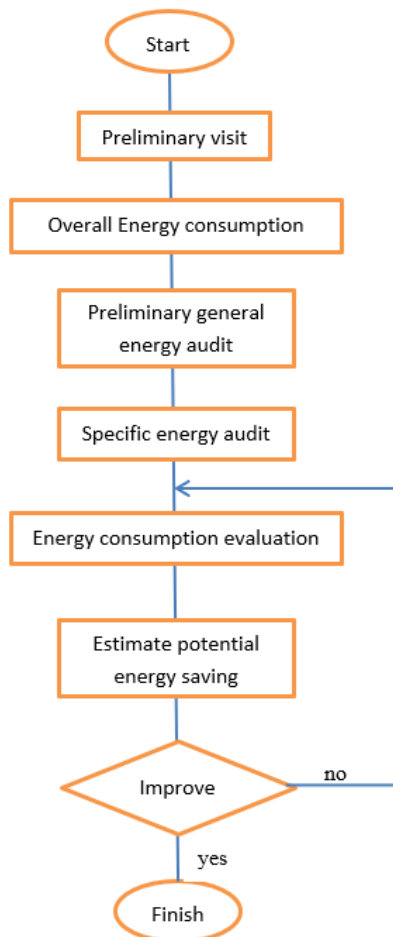 Start
Preliminary visit
Overall Energy consumption
Preliminary general
energy audit
Specific energy audit
Energy consumption evaluation
Estimate potential
energy saving
Improve
no
yes
Finish